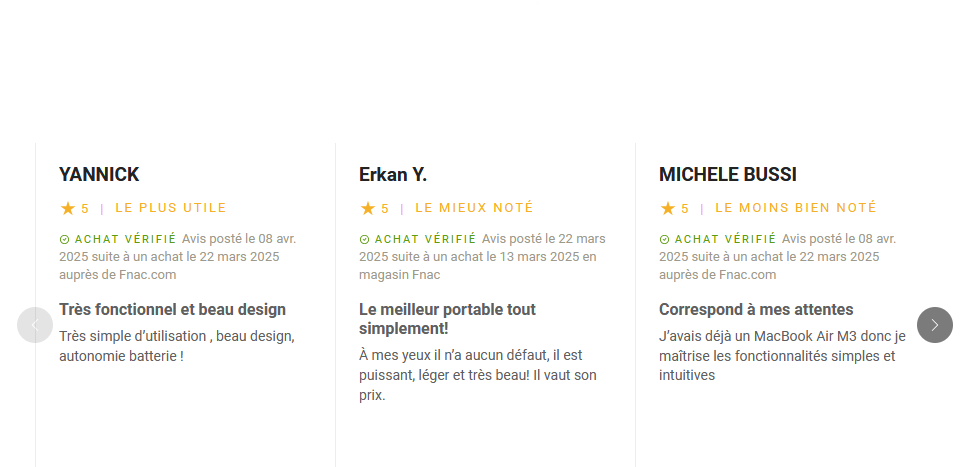 YANNICK
★ 5 | LE PLUS UTILE
ACHAT VÉRIFIÉ Avis posté le 08 avr.
2025 suite à un achat le 22 mars 2025
auprès de Fnac.com
Très fonctionnel et beau design
Très simple d’utilisation , beau design,
autonomie batterie !
Erkan Y.
★ 5 | LE MIEUX NOTÉ
ACHAT VÉRIFIÉ Avis posté le 22 mars
2025 suite à un achat le 13 mars 2025 en
magasin Fnac
Le meilleur portable tout
simplement!
À mes yeux il n’a aucun défaut, il est
puissant, léger et très beau! Il vaut son
prix.
MICHELE BUSSI
★ 5 | LE MOINS BIEN NOTÉ
ACHAT VÉRIFIÉ Avis posté le 08 avr.
2025 suite à un achat le 22 mars 2025
auprès de Fnac.com
Correspond à mes attentes
J’avais déjà un MacBook Air M3 donc je
maîtrise les fonctionnalités simples et
intuitives